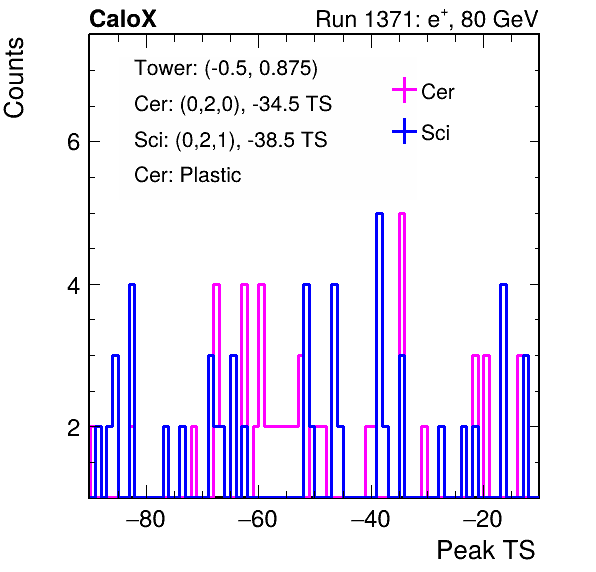 CaloX Run 1371: e⁺, 80 GeV
Counts
Tower: (-0.5, 0.875)
Cer: (0,2,0), -34.5 TS
Sci: (0,2,1), -38.5 TS
Cer: Plastic
Cer
Sci
6
4
2
−80 −60 −40 −20
Peak TS